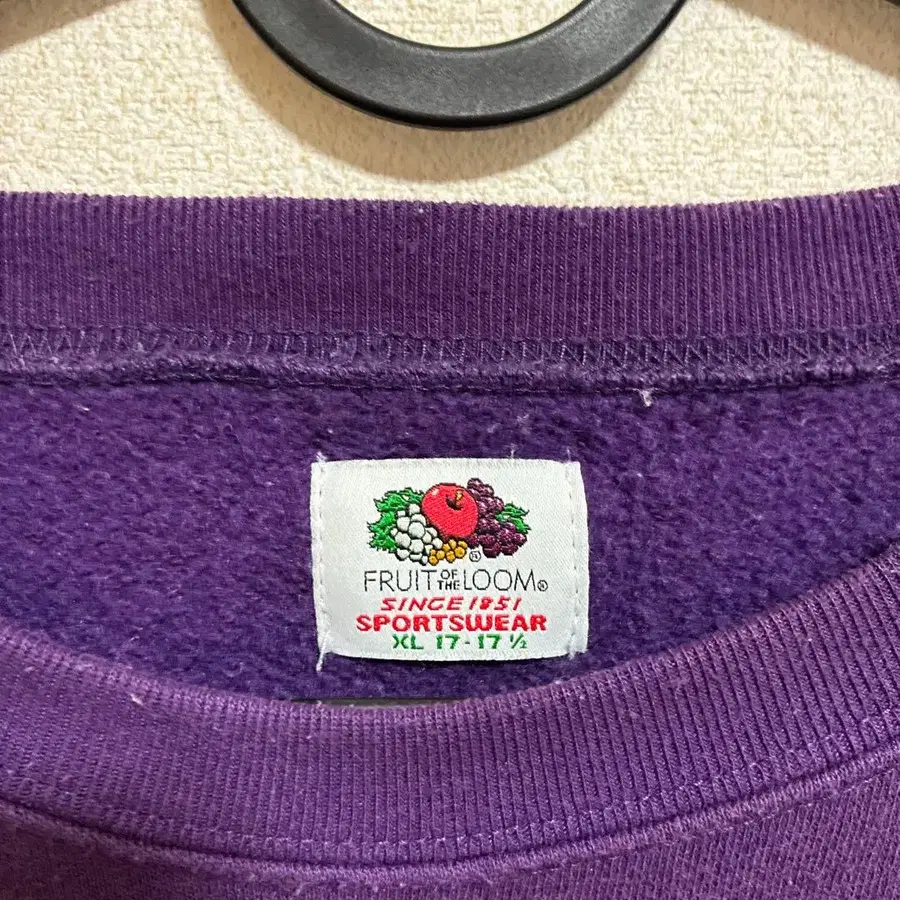 ®
FRUIT OF THE LOOM®
SINCE 1851
SPORTSWEAR
XL 17-17 ½